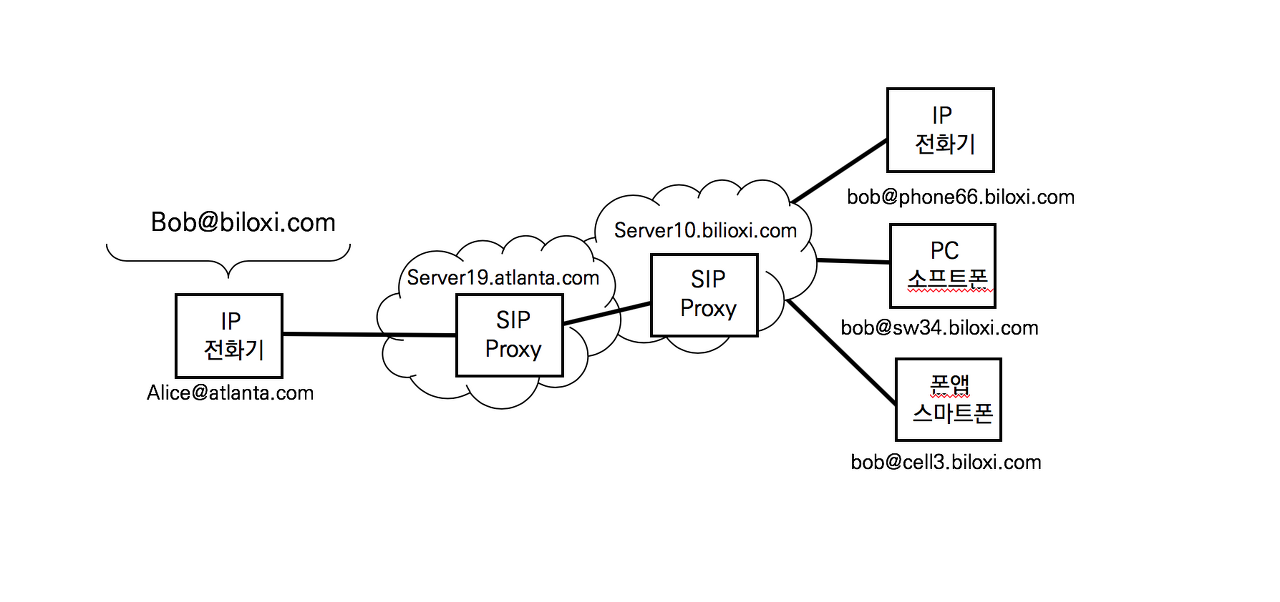 Bob@biloxi.com
IP
전화기
Alice@atlanta.com
Server19.atlanta.com
SIP
Proxy
Server10.bilioxi.com
SIP
Proxy
IP
전화기
bob@phone66.biloxi.com
PC
소프트폰
bob@sw34.biloxi.com
폰앱
스마트폰
bob@cell3.biloxi.com